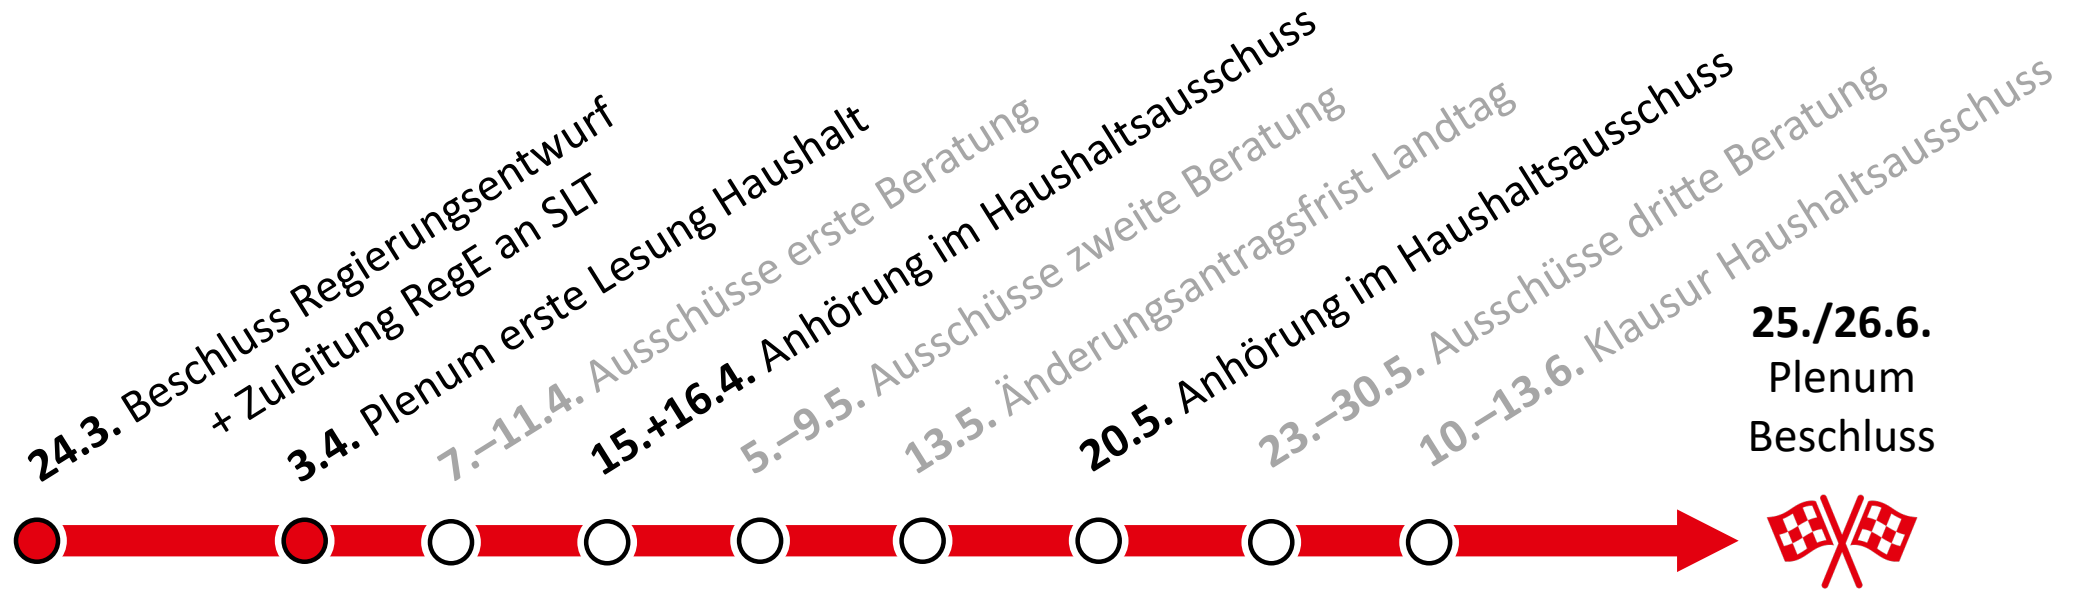 24.3. Beschluss Regierungsentwurf
+ Zuleitung RegE an SLT
3.4. Plenum erste Lesung Haushalt
7.–11.4. Ausschüsse erste Beratung
15.+16.4. Anhörung im Haushaltsausschuss
5.–9.5. Ausschüsse zweite Beratung
13.5. Änderungsantragsfrist Landtag
20.5. Anhörung im Haushaltsausschuss
23.–30.5. Ausschüsse dritte Beratung
10.–13.6. Klausur Haushaltsausschuss
25./26.6.
Plenum
Beschluss